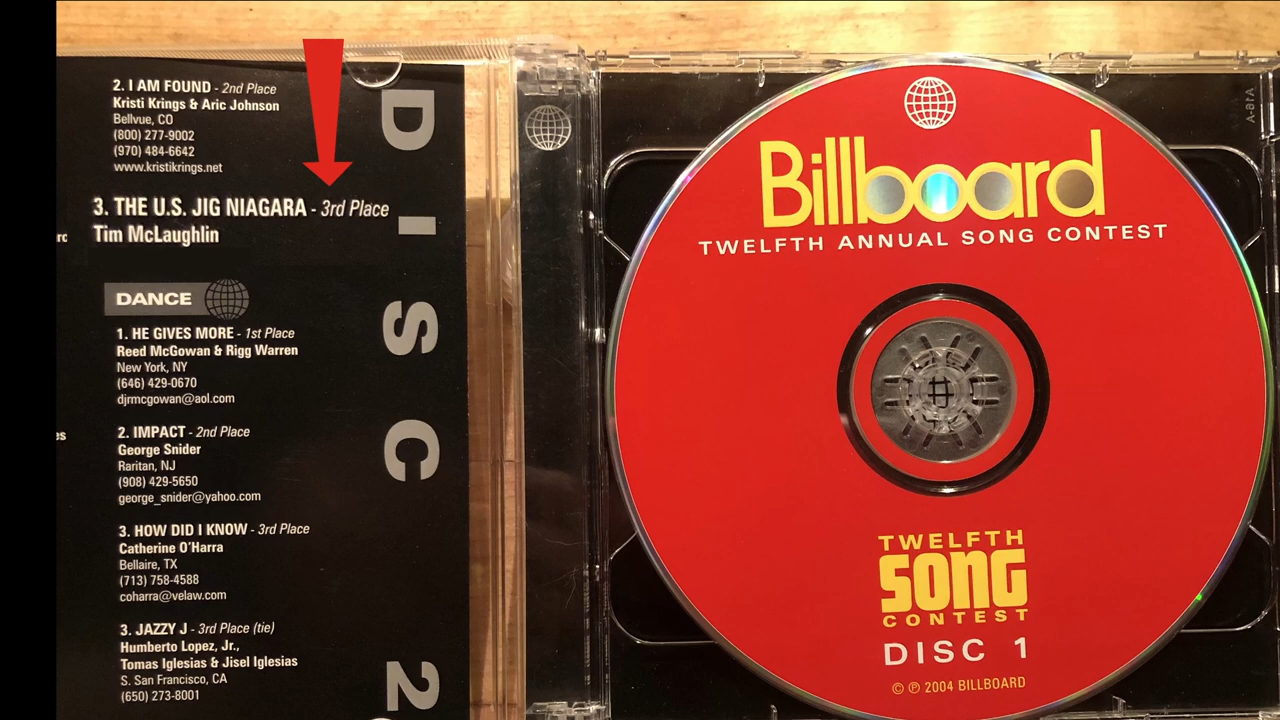 2. I AM FOUND - 2nd Place
Kristi Krings & Aric Johnson
Bellvue, CO
(800) 277-9002
(970) 484-6642
www.kristikrings.net
3. THE U.S. JIG NIAGARA - 3rd Place
Tim McLaughlin
DANCE
1. HE GIVES MORE - 1st Place
Reed McGowan & Rigg Warren
New York, NY
(646) 429-0670
djrmcgowan@aol.com
2. IMPACT - 2nd Place
George Snider
Raritan, NJ
(908) 429-5650
george_snider@yahoo.com
3. HOW DID I KNOW - 3rd Place
Catherine O'Harra
Bellaire, TX
(713) 758-4588
coharra@velaw.com
3. JAZZY J - 3rd Place (tie)
Humberto Lopez, Jr.,
Tomas Iglesias & Jisel Iglesias
S. San Francisco, CA
(650) 273-8001
DISC 2
Billboard
TWELFTH ANNUAL SONG CONTEST
TWELFTH
SONG
CONTEST
DISC 1
© ℗ 2004 BILLBOARD